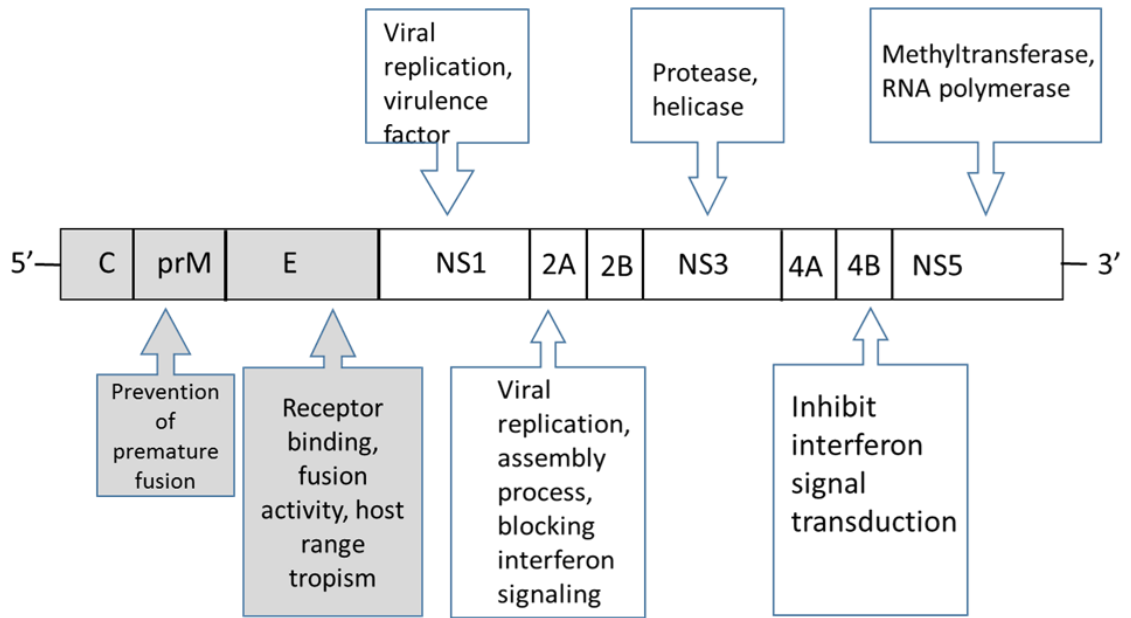 Viral
replication,
virulence
factor
Protease,
helicase
Methyltransferase,
RNA polymerase
5’ C prM E NS1 2A 2B NS3 4A 4B NS5 3’
Prevention
of
premature
fusion
Receptor
binding,
fusion
activity, host
range
tropism
Viral
replication,
assembly
process,
blocking
interferon
signaling
Inhibit
interferon
signal
transduction